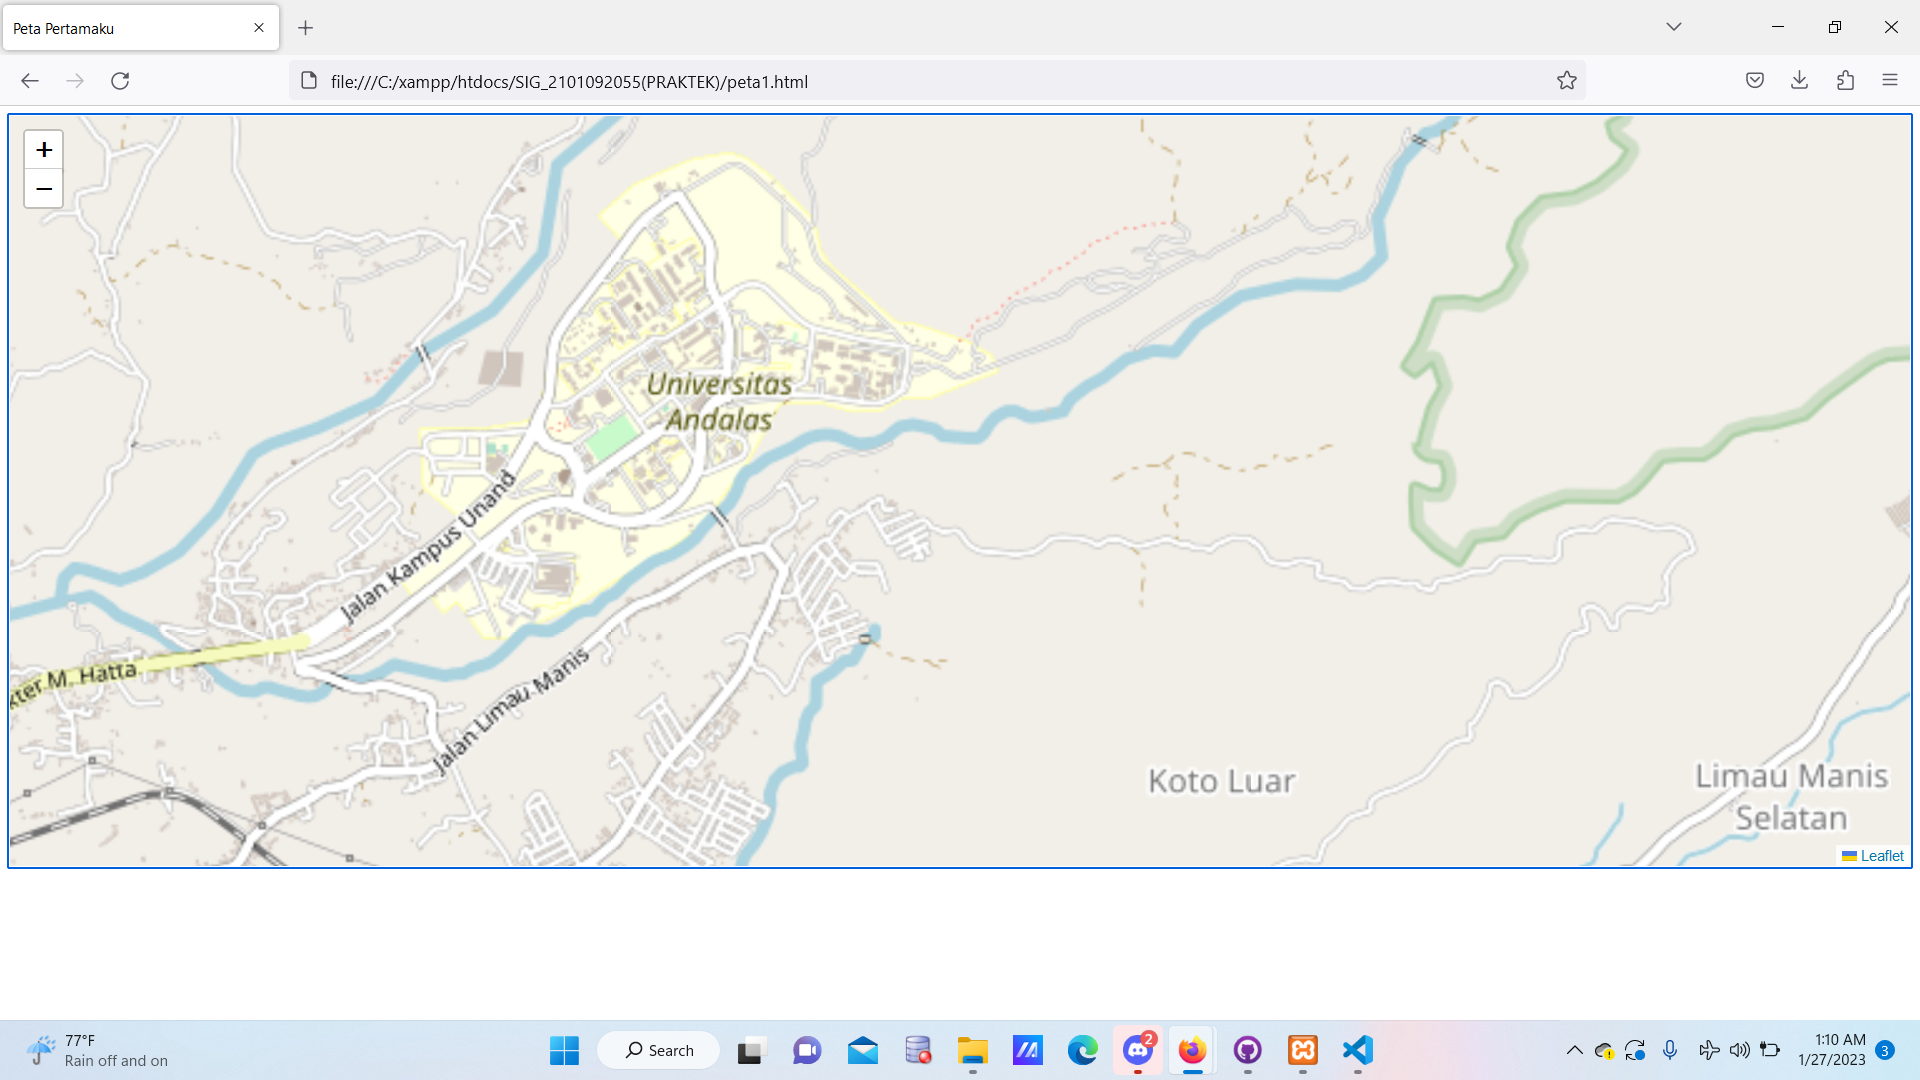 Peta Pertamaku
file:///C:/xampp/htdocs/SIG_2101092055(PRAKTEK)/peta1.html
+
−
Universitas
Andalas
Jalan Kampus Unand
kter M. Hatta
Jalan Limau Manis
Koto Luar
Limau Manis
Selatan
Leaflet
77°F
Rain off and on
Search
2
1:10 AM
1/27/2023
3